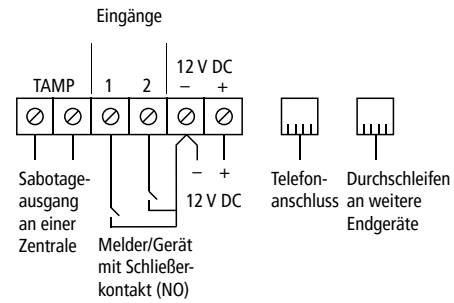 Eingänge
12 V DC
TAMP 1 2 – +
– +
12 V DC
Sabotage-
ausgang
an einer
Zentrale
Melder/Gerät
mit Schließer-
kontakt (NO)
Telefon-
anschluss
Durchschleifen
an weitere
Endgeräte